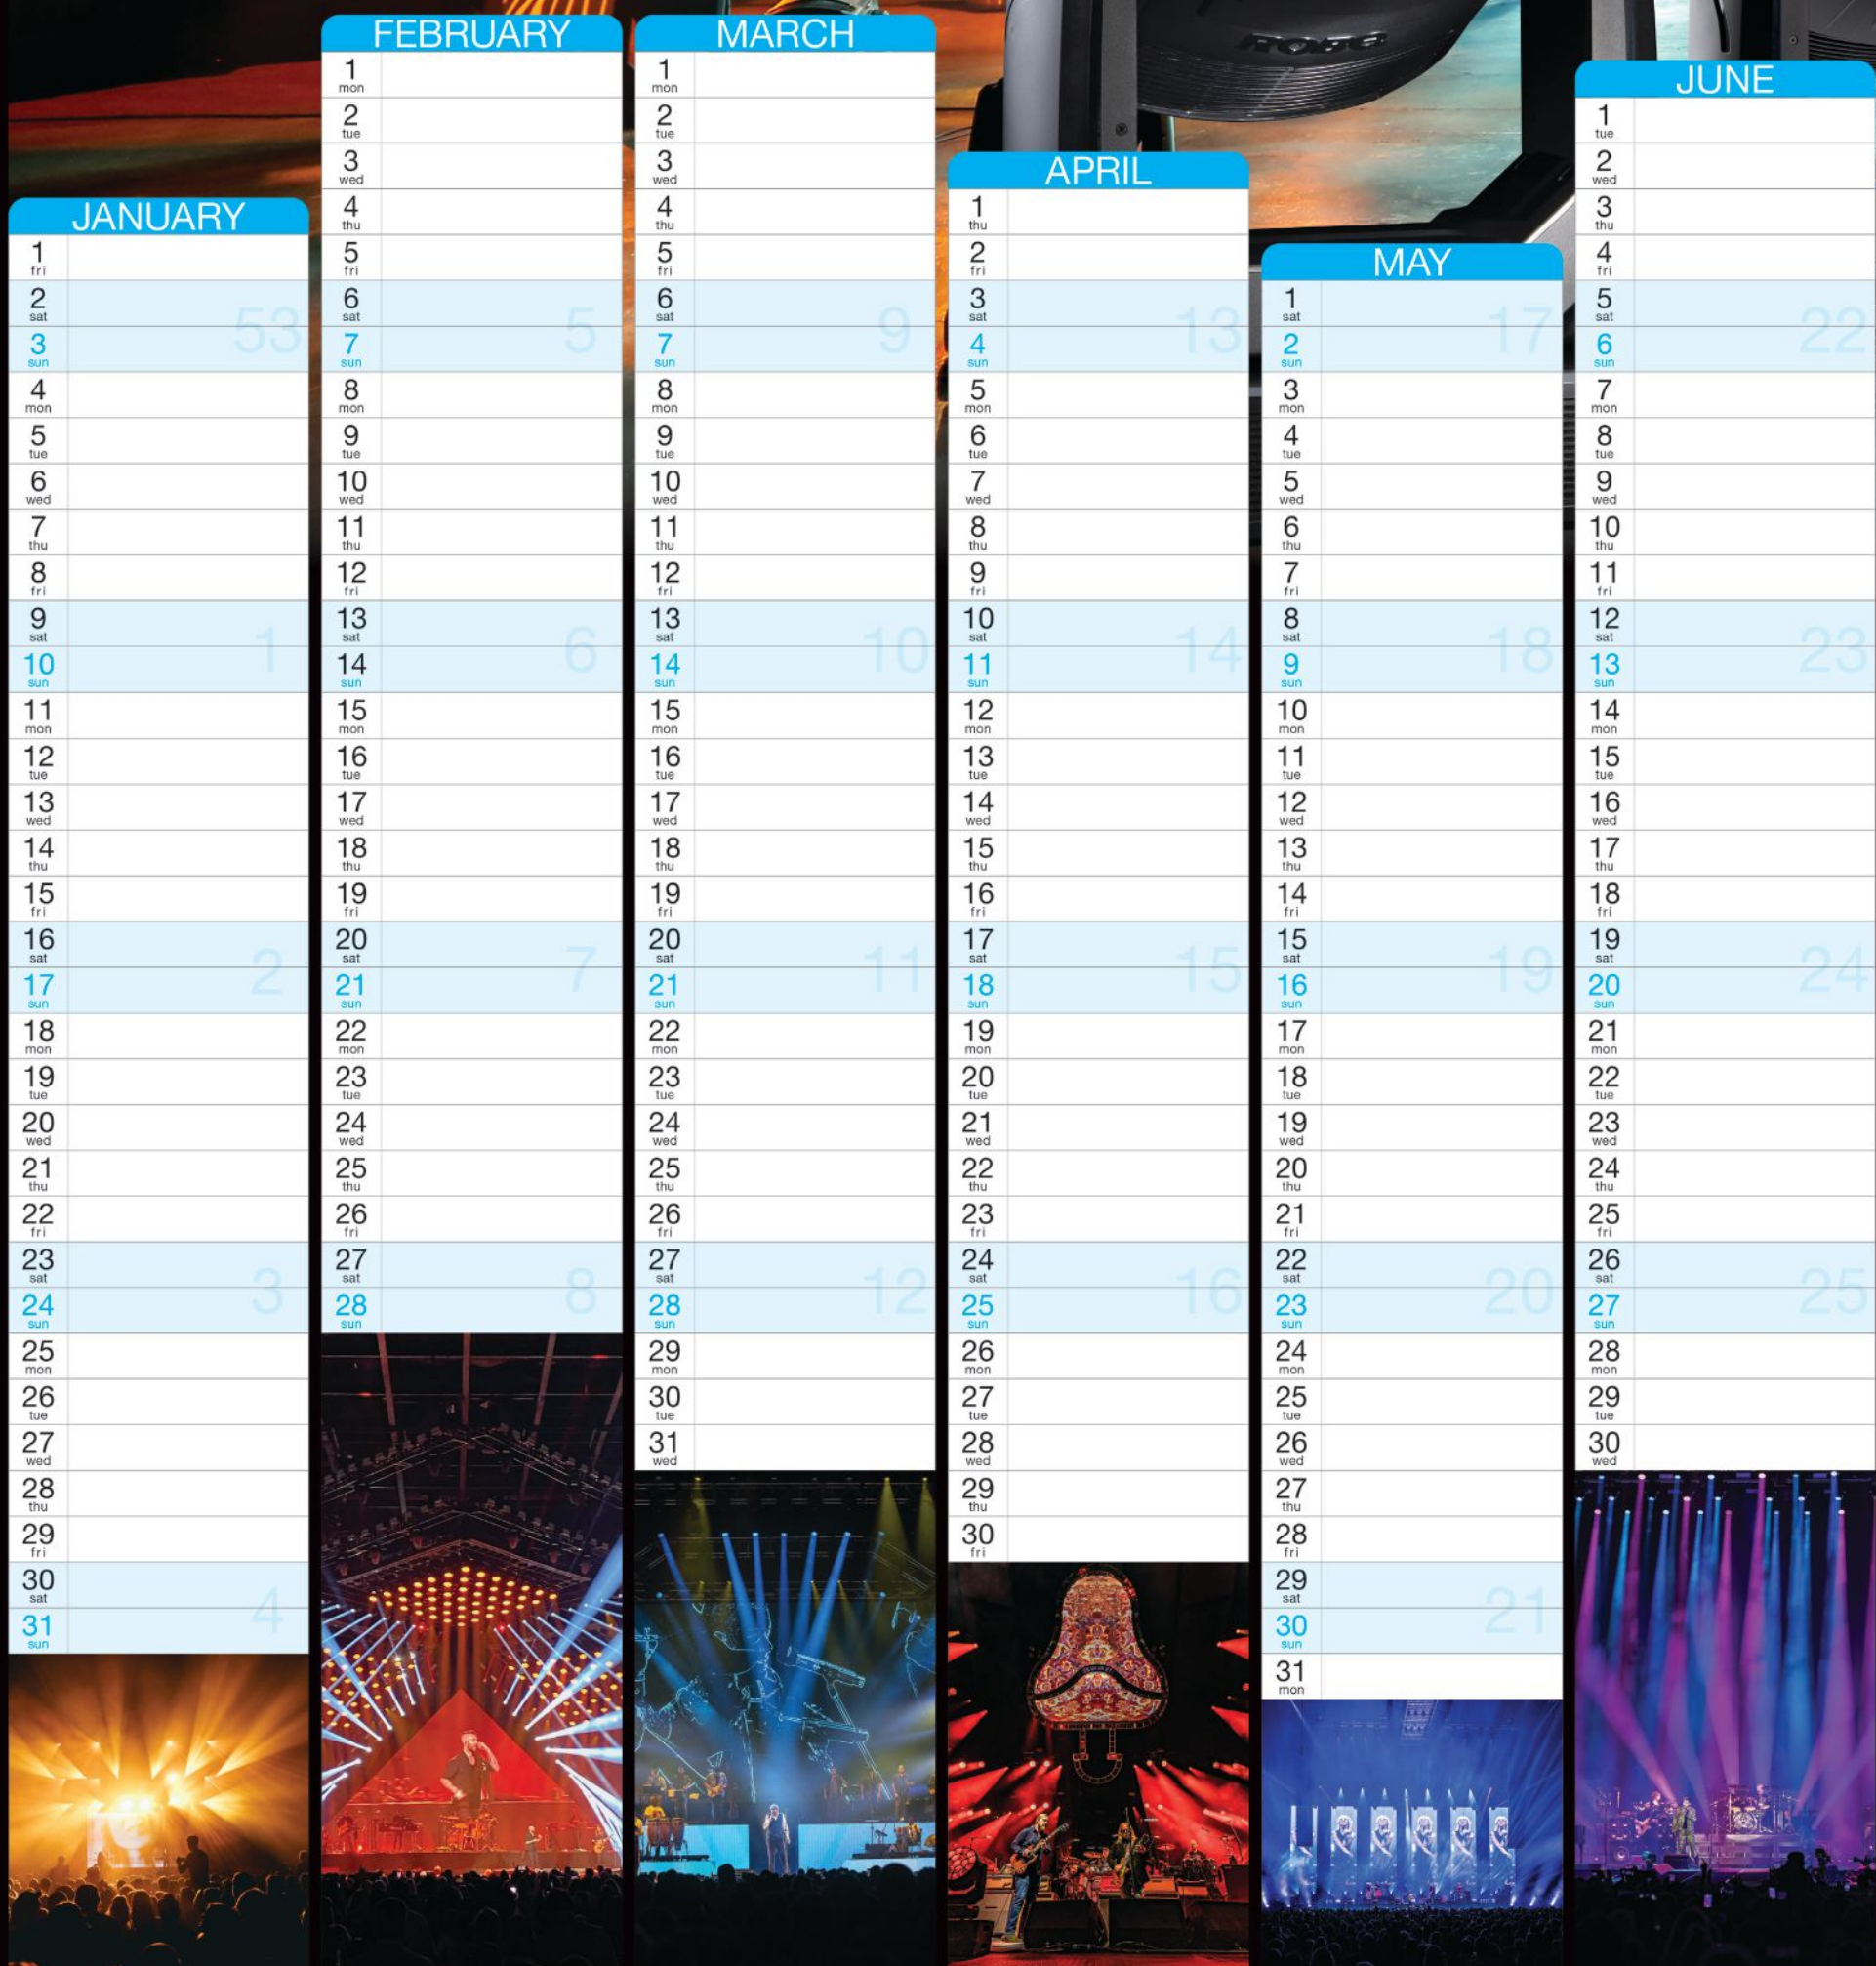 ROBE
JANUARY
1 fri
2 sat
53
3 sun
4 mon
5 tue
6 wed
7 thu
8 fri
9 sat
1
10 sun
11 mon
12 tue
13 wed
14 thu
15 fri
16 sat
2
17 sun
18 mon
19 tue
20 wed
21 thu
22 fri
23 sat
3
24 sun
25 mon
26 tue
27 wed
28 thu
29 fri
30 sat
4
31 sun
FEBRUARY
1 mon
2 tue
3 wed
4 thu
5 fri
6 sat
5
7 sun
8 mon
9 tue
10 wed
11 thu
12 fri
13 sat
6
14 sun
15 mon
16 tue
17 wed
18 thu
19 fri
20 sat
7
21 sun
22 mon
23 tue
24 wed
25 thu
26 fri
27 sat
8
28 sun
MARCH
1 mon
2 tue
3 wed
4 thu
5 fri
6 sat
9
7 sun
8 mon
9 tue
10 wed
11 thu
12 fri
13 sat
10
14 sun
15 mon
16 tue
17 wed
18 thu
19 fri
20 sat
11
21 sun
22 mon
23 tue
24 wed
25 thu
26 fri
27 sat
12
28 sun
29 mon
30 tue
31 wed
APRIL
1 thu
2 fri
3 sat
13
4 sun
5 mon
6 tue
7 wed
8 thu
9 fri
10 sat
14
11 sun
12 mon
13 tue
14 wed
15 thu
16 fri
17 sat
15
18 sun
19 mon
20 tue
21 wed
22 thu
23 fri
24 sat
16
25 sun
26 mon
27 tue
28 wed
29 thu
30 fri
MAY
1 sat
17
2 sun
3 mon
4 tue
5 wed
6 thu
7 fri
8 sat
18
9 sun
10 mon
11 tue
12 wed
13 thu
14 fri
15 sat
19
16 sun
17 mon
18 tue
19 wed
20 thu
21 fri
22 sat
20
23 sun
24 mon
25 tue
26 wed
27 thu
28 fri
29 sat
21
30 sun
31 mon
JUNE
1 tue
2 wed
3 thu
4 fri
5 sat
22
6 sun
7 mon
8 tue
9 wed
10 thu
11 fri
12 sat
23
13 sun
14 mon
15 tue
16 wed
17 thu
18 fri
19 sat
24
20 sun
21 mon
22 tue
23 wed
24 thu
25 fri
26 sat
25
27 sun
28 mon
29 tue
30 wed